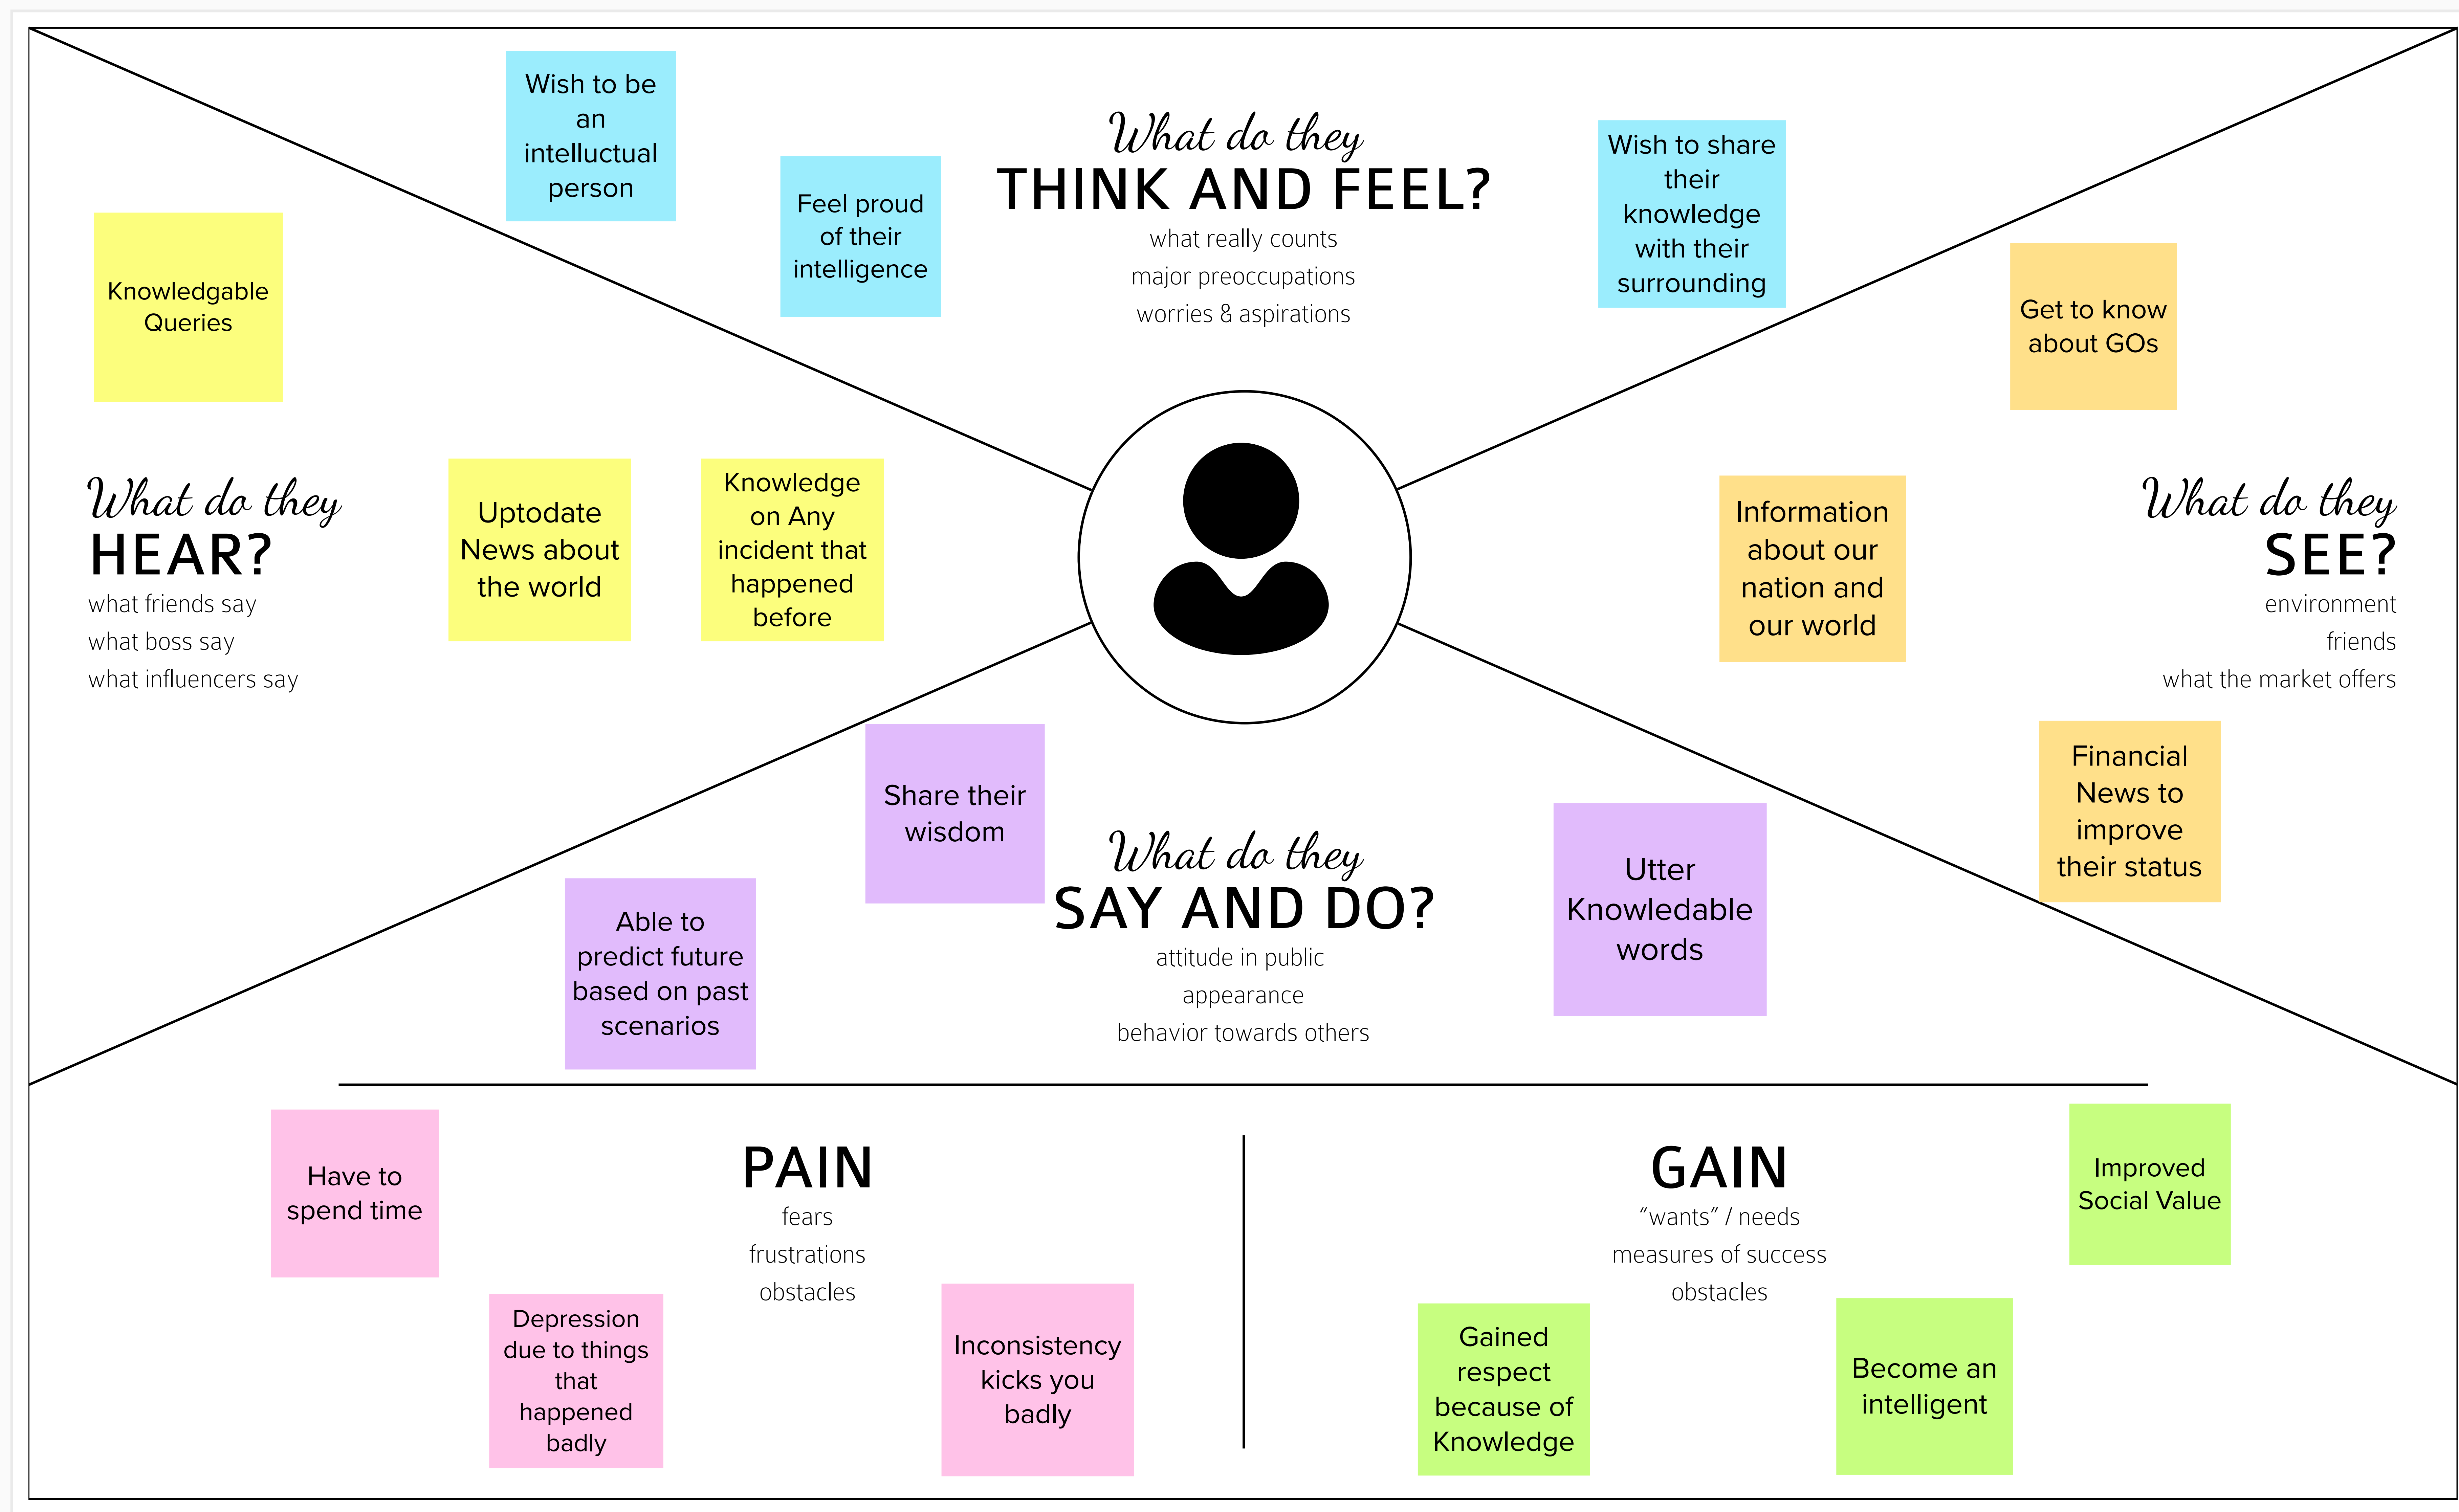 Wish to be
an
intelluctual
person
Feel proud
of their
intelligence
What do they
THINK AND FEEL?
what really counts
major preoccupations
worries & aspirations
Wish to share
their
knowledge
with their
surrounding
Knowledgable
Queries
What do they
HEAR?
what friends say
what boss say
what influencers say
Uptodate
News about
the world
Knowledge
on Any
incident that
happened
before
Get to know
about GOs
Information
about our
nation and
our world
What do they
SEE?
environment
friends
what the market offers
Financial
News to
improve
their status
Share their
wisdom
Able to
predict future
based on past
scenarios
What do they
SAY AND DO?
attitude in public
appearance
behavior towards others
Utter
Knowledable
words
Have to
spend time
PAIN
fears
frustrations
obstacles
Depression
due to things
that
happened
badly
Inconsistency
kicks you
badly
GAIN
“wants” / needs
measures of success
obstacles
Improved
Social Value
Gained
respect
because of
Knowledge
Become an
intelligent